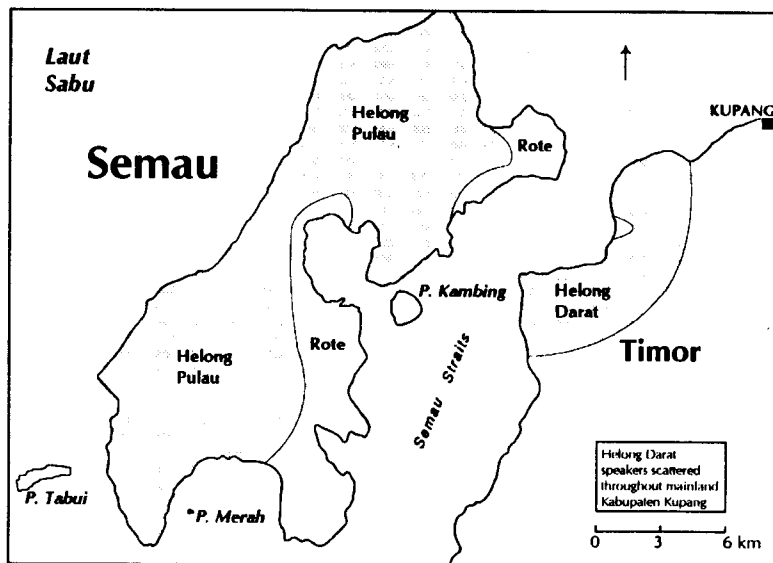 Laut
Sabu
Semau
Helong
Pulau
Rote
KUPANG
P. Kambing
Helong
Darat
Timor
Helong
Pulau
Rote
Semau Straits
P. Tabui
P. Merah
Helong Darat
speakers scattered
throughout mainland
Kabupaten Kupang
0 3 6 km